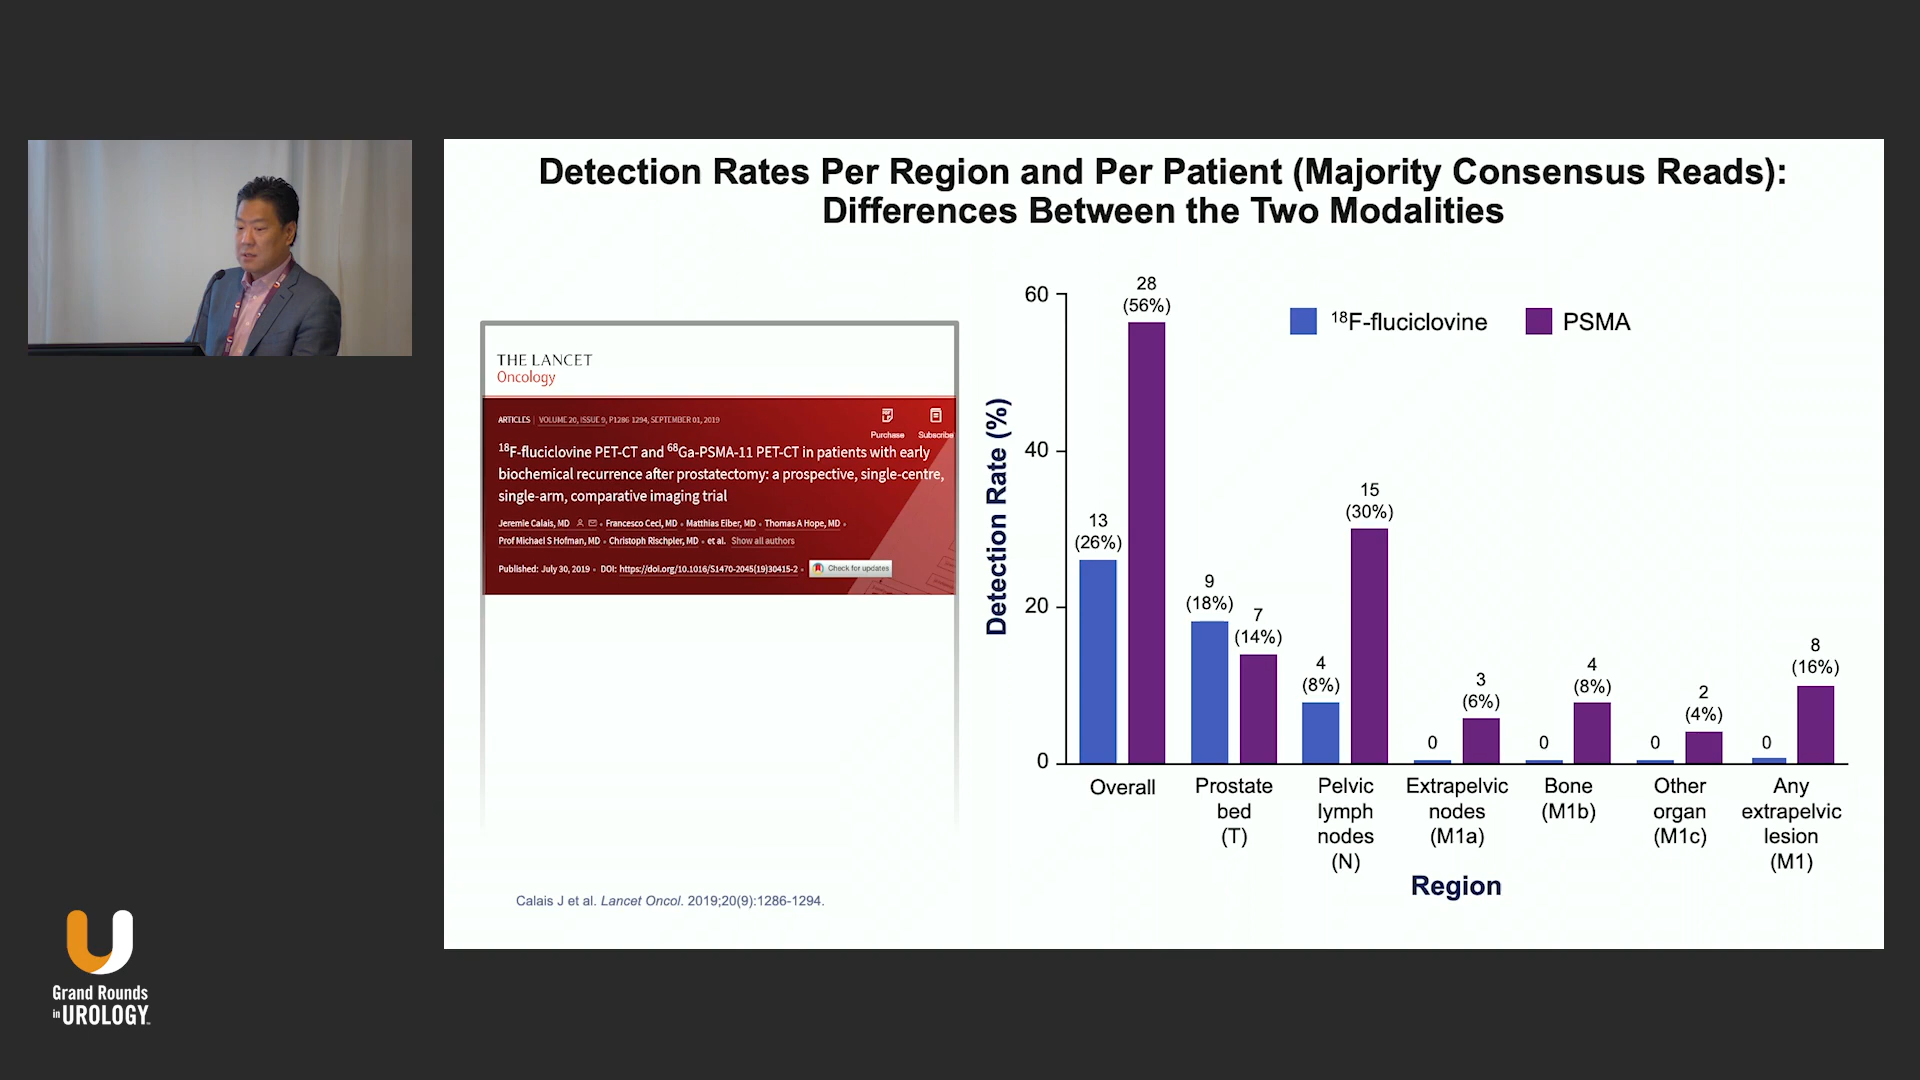 Detection Rates Per Region and Per Patient (Majority Consensus Reads):
Differences Between the Two Modalities
THE LANCET
Oncology
ARTICLES | VOLUME 20, ISSUE 9, P1286 1294, SEPTEMBER 01, 2019
Purchase
Subscribe
18F-fluciclovine PET-CT and 68Ga-PSMA-11 PET-CT in patients with early
biochemical recurrence after prostatectomy: a prospective, single-centre,
single-arm, comparative imaging trial
Jeremie Calais, MD • Francesco Ceci, MD • Matthias Eiber, MD • Thomas A Hope, MD •
Prof Michael S Hofman, MD • Christoph Rischpler, MD • et al. Show all authors
Published: July 30, 2019 • DOI: https://doi.org/10.1016/S1470-2045(19)30415-2 • Check for updates
Calais J et al. Lancet Oncol. 2019;20(9):1286-1294.
18F-fluciclovine
PSMA
Detection Rate (%)
60
40
20
0
13
(26%)
28
(56%)
9
(18%)
7
(14%)
4
(8%)
15
(30%)
0
3
(6%)
0
4
(8%)
0
2
(4%)
0
8
(16%)
Overall
Prostate
bed
(T)
Pelvic
lymph
nodes
(N)
Extrapelvic
nodes
(M1a)
Bone
(M1b)
Other
organ
(M1c)
Any
extrapelvic
lesion
(M1)
Region
Grand Rounds
in UROLOGY